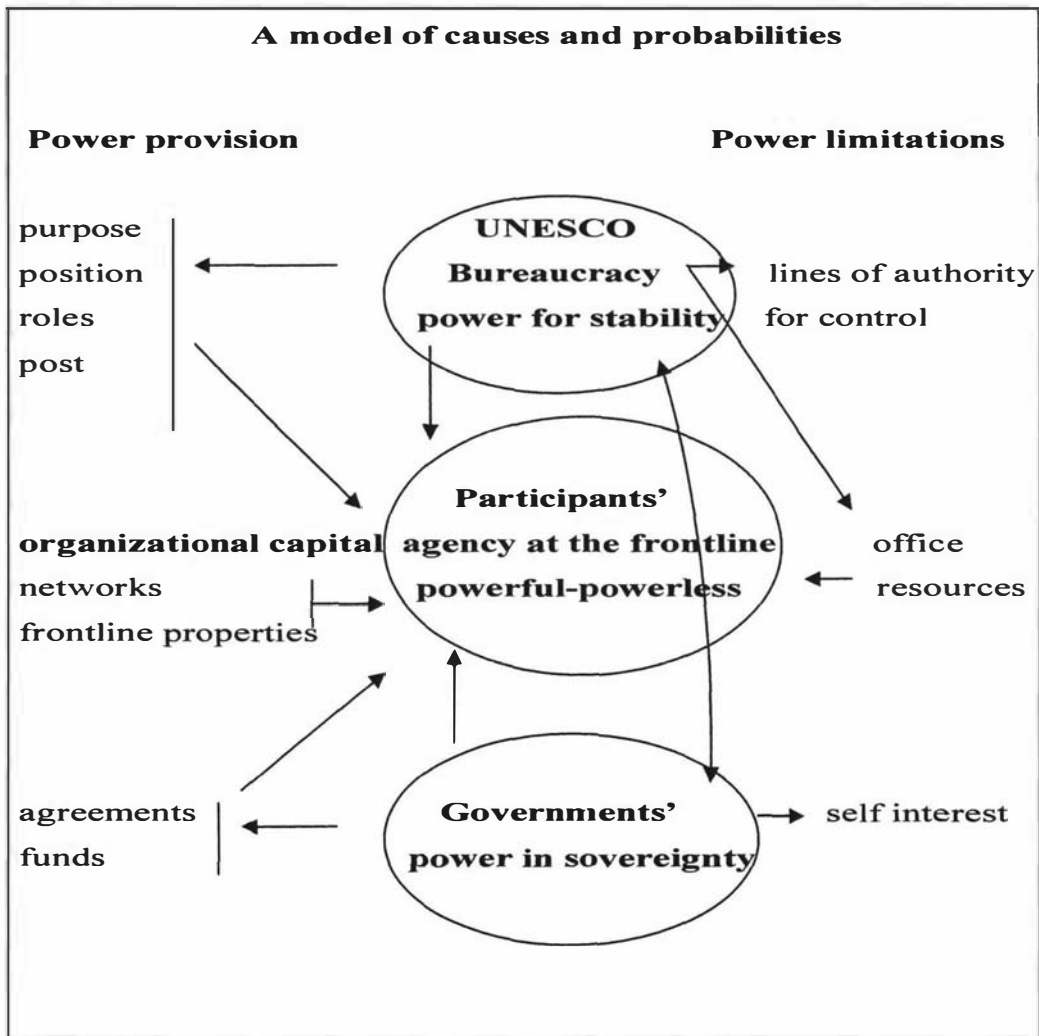 A model of causes and probabilities
Power provision
Power limitations
purpose
position
roles
post
UNESCO
Bureaucracy
power for stability
lines of authority
for control
organizational capital
networks
frontline properties
Participants'
agency at the frontline
powerful-powerless
office
resources
agreements
funds
Governments'
power in sovereignty
self interest